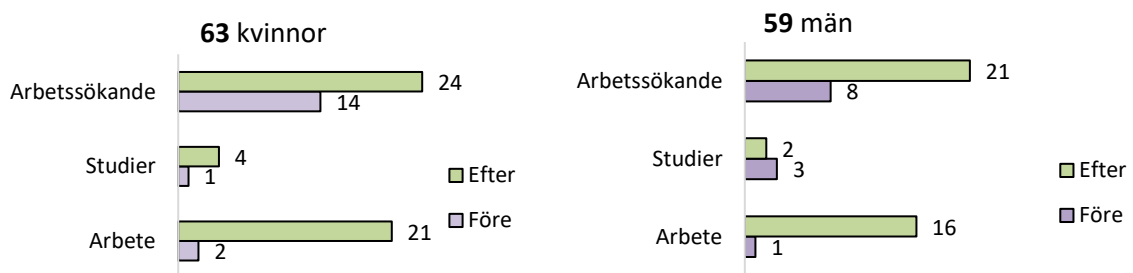 63 kvinnor
Arbetssökande
24
14
Studier
4
1
Arbete
21
2
Efter
Före
59 män
Arbetssökande
21
8
Studier
2
3
Arbete
16
1
Efter
Före